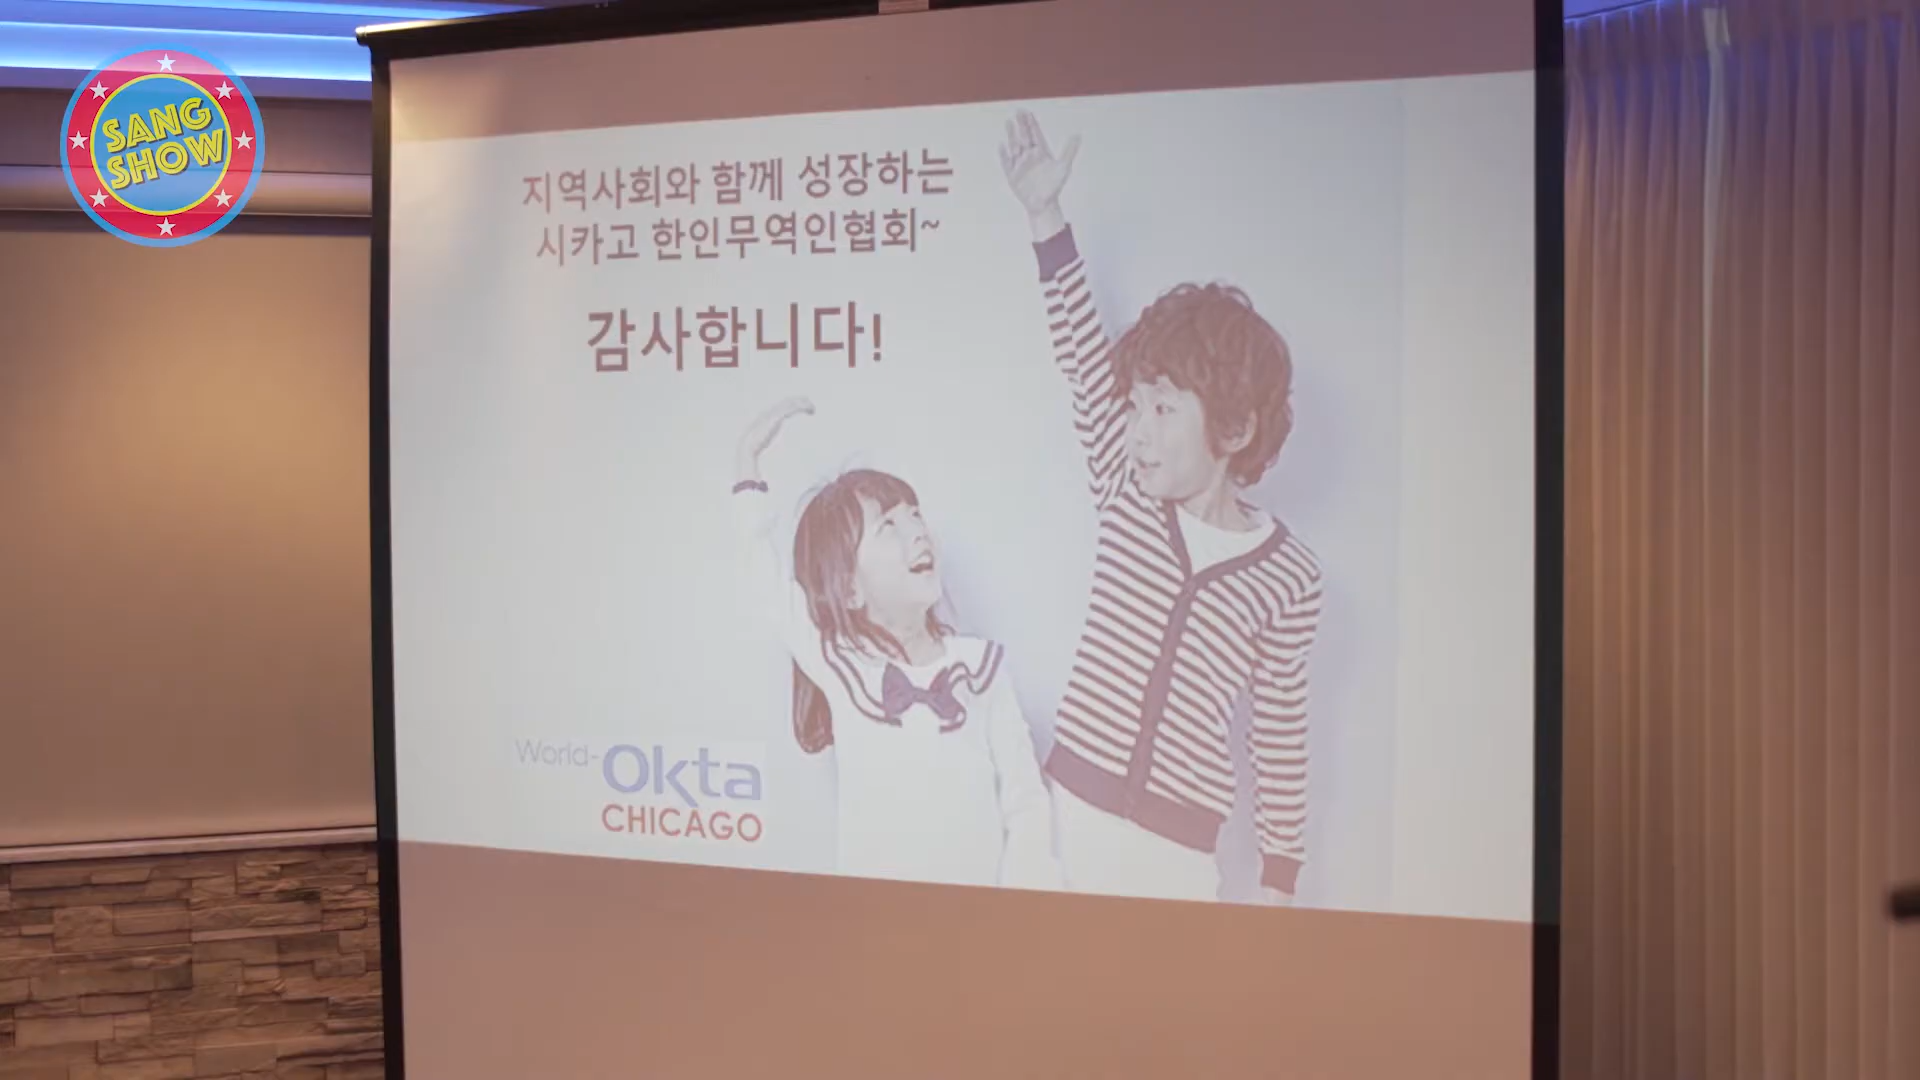 SANG
SHOW
지역사회와 함께 성장하는
시카고 한인무역인협회~
감사합니다!
World-Okta
CHICAGO